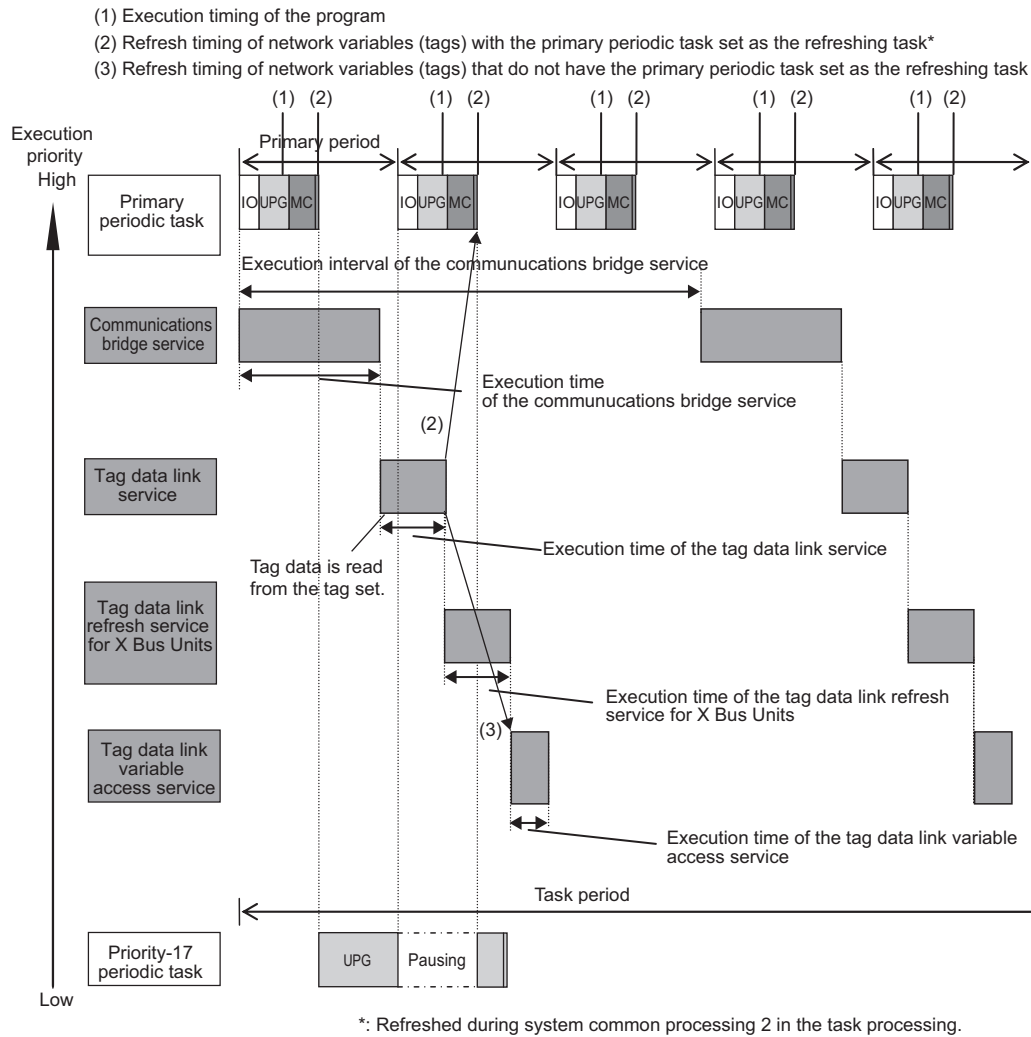 (1) Execution timing of the program
(2) Refresh timing of network variables (tags) with the primary periodic task set as the refreshing task*
(3) Refresh timing of network variables (tags) that do not have the primary periodic task set as the refreshing task
(1) (2) (1) (2) (1) (2) (1) (2) (1) (2)
Execution
priority
High
Primary period
Primary
periodic task
IO UPG MC IO UPG MC IO UPG MC IO UPG MC IO UPG MC
Execution interval of the communucations bridge service
Communications
bridge service
Execution time
of the communucations bridge service
(2)
Tag data link
service
Execution time of the tag data link service
Tag data is read
from the tag set.
Tag data link
refresh service
for X Bus Units
Execution time of the tag data link refresh
service for X Bus Units
(3)
Tag data link
variable
access service
Execution time of the tag data link variable
access service
Task period
Priority-17
periodic task
UPG Pausing
Low
*: Refreshed during system common processing 2 in the task processing.